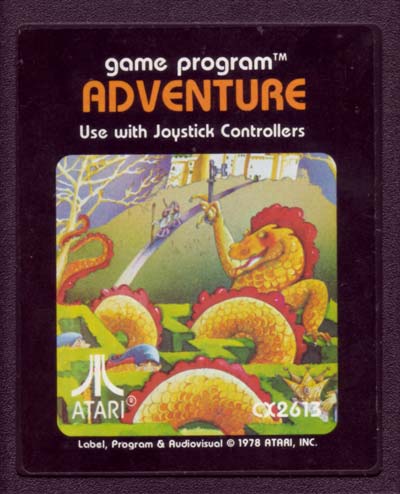 game program™
ADVENTURE
Use with Joystick Controllers
ATARI®
CX2613
Label, Program & Audiovisual © 1978 ATARI, INC.